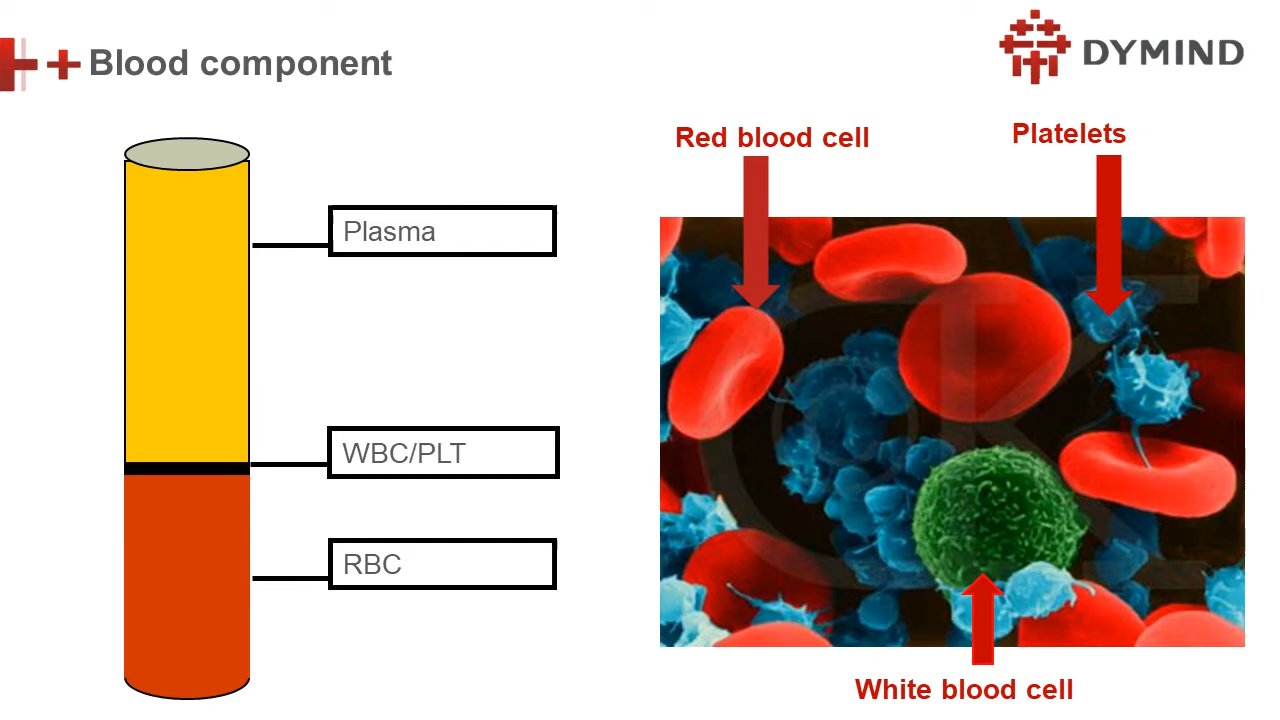 Blood component
DYMIND
Plasma
WBC/PLT
RBC
Red blood cell
Platelets
White blood cell